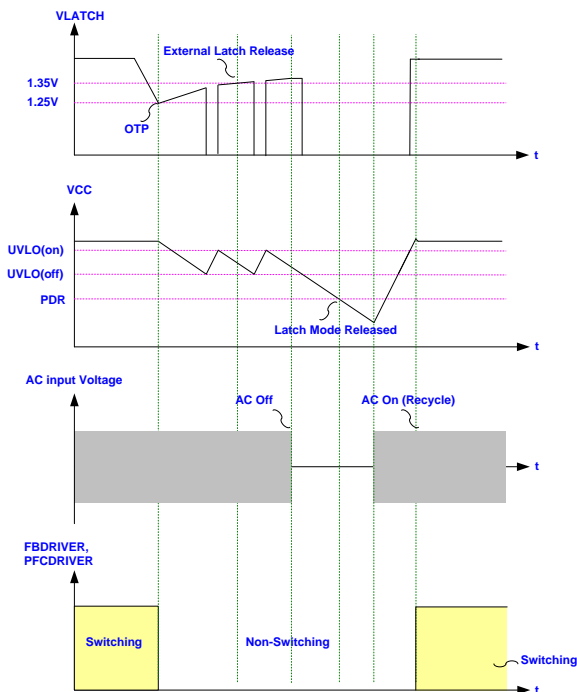 VLATCH
External Latch Release
1.35V
1.25V
OTP
t
VCC
UVLO(on)
UVLO(off)
PDR
Latch Mode Released
t
AC input Voltage
AC Off
AC On (Recycle)
t
FBDRIVER,
PFCDRIVER
Switching
Non-Switching
Switching
t